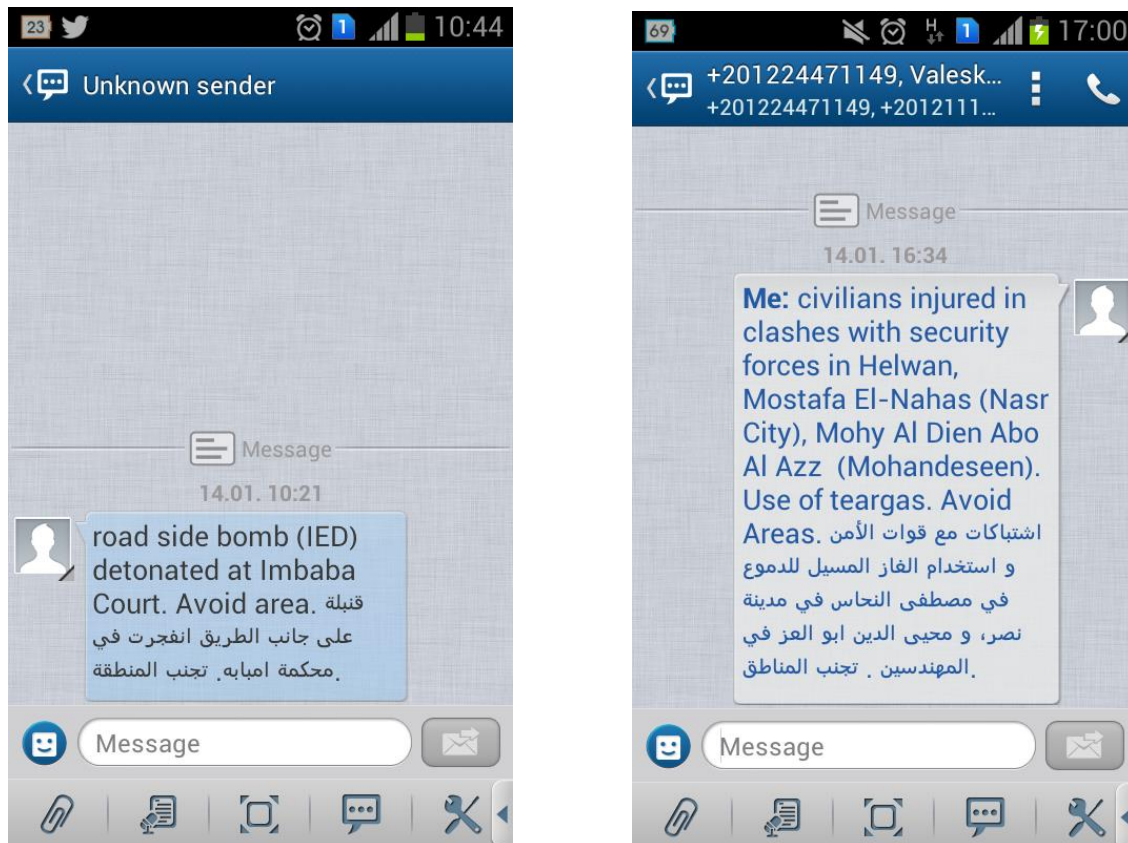 23
1
10:44
Unknown sender
Message
14.01. 10:21
road side bomb (IED)
detonated at Imbaba
Court. Avoid area. قنبلة
على جانب الطريق انفجرت في
محكمة امبابه. تجنب المنطقة.
Message
69
H
1
17:00
+201224471149, Valesk...
+201224471149, +2012111...
Message
14.01. 16:34
Me: civilians injured in
clashes with security
forces in Helwan,
Mostafa El-Nahas (Nasr
City), Mohy Al Dien Abo
Al Azz (Mohandeseen).
Use of teargas. Avoid
Areas. اشتباكات مع قوات الأمن
و استخدام الغاز المسيل للدموع
في مصطفى النحاس في مدينة
نصر، و محيى الدين ابو العز في
المهندسين . تجنب المناطق.
Message